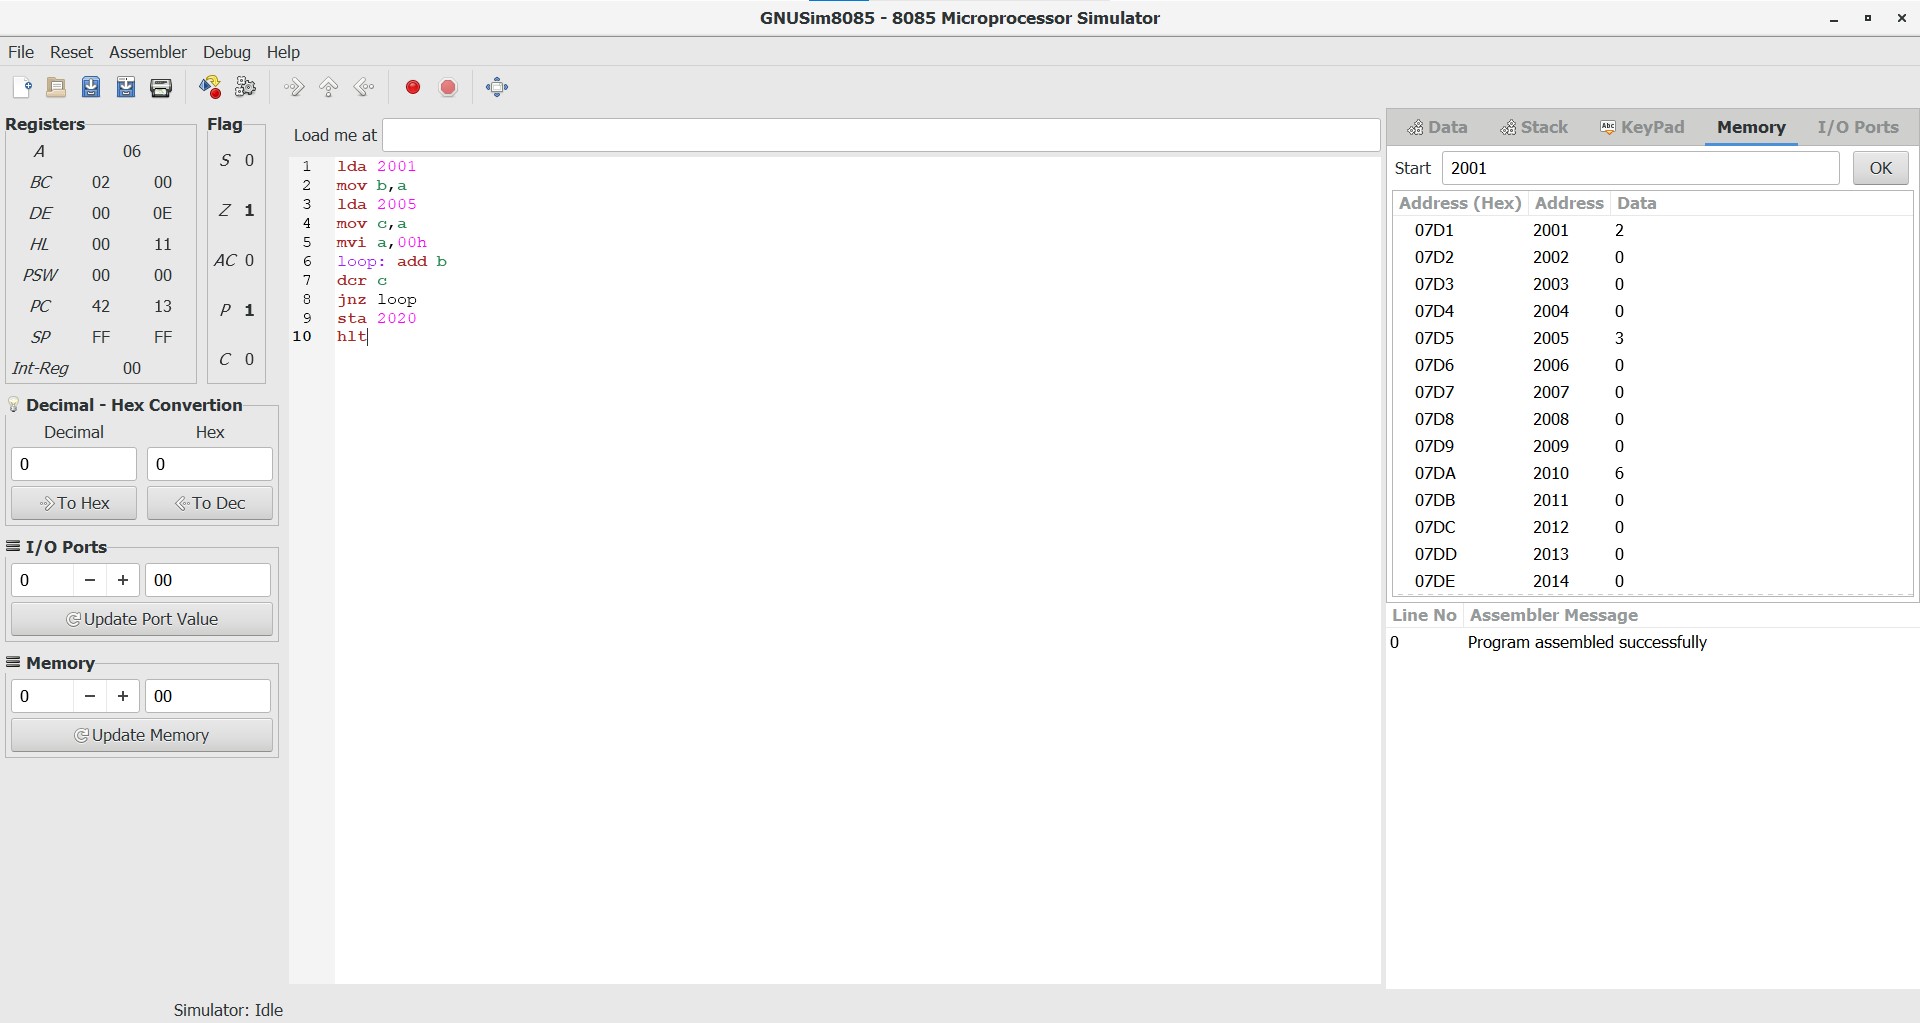 GNUSim8085 - 8085 Microprocessor Simulator
File Reset Assembler Debug Help
Registers
A 06
BC 02 00
DE 00 0E
HL 00 11
PSW 00 00
PC 42 13
SP FF FF
Int-Reg 00
Flag
S 0
Z 1
AC 0
P 1
C 0
Decimal - Hex Convertion
Decimal Hex
0 0
To Hex To Dec
I/O Ports
0 − + 00
Update Port Value
Memory
0 − + 00
Update Memory
Load me at
1 lda 2001
2 mov b,a
3 lda 2005
4 mov c,a
5 mvi a,00h
6 loop: add b
7 dcr c
8 jnz loop
9 sta 2020
10 hlt
Data Stack Abc KeyPad Memory I/O Ports
Start 2001 OK
Address (Hex) Address Data
07D1 2001 2
07D2 2002 0
07D3 2003 0
07D4 2004 0
07D5 2005 3
07D6 2006 0
07D7 2007 0
07D8 2008 0
07D9 2009 0
07DA 2010 6
07DB 2011 0
07DC 2012 0
07DD 2013 0
07DE 2014 0
Line No Assembler Message
0 Program assembled successfully
Simulator: Idle